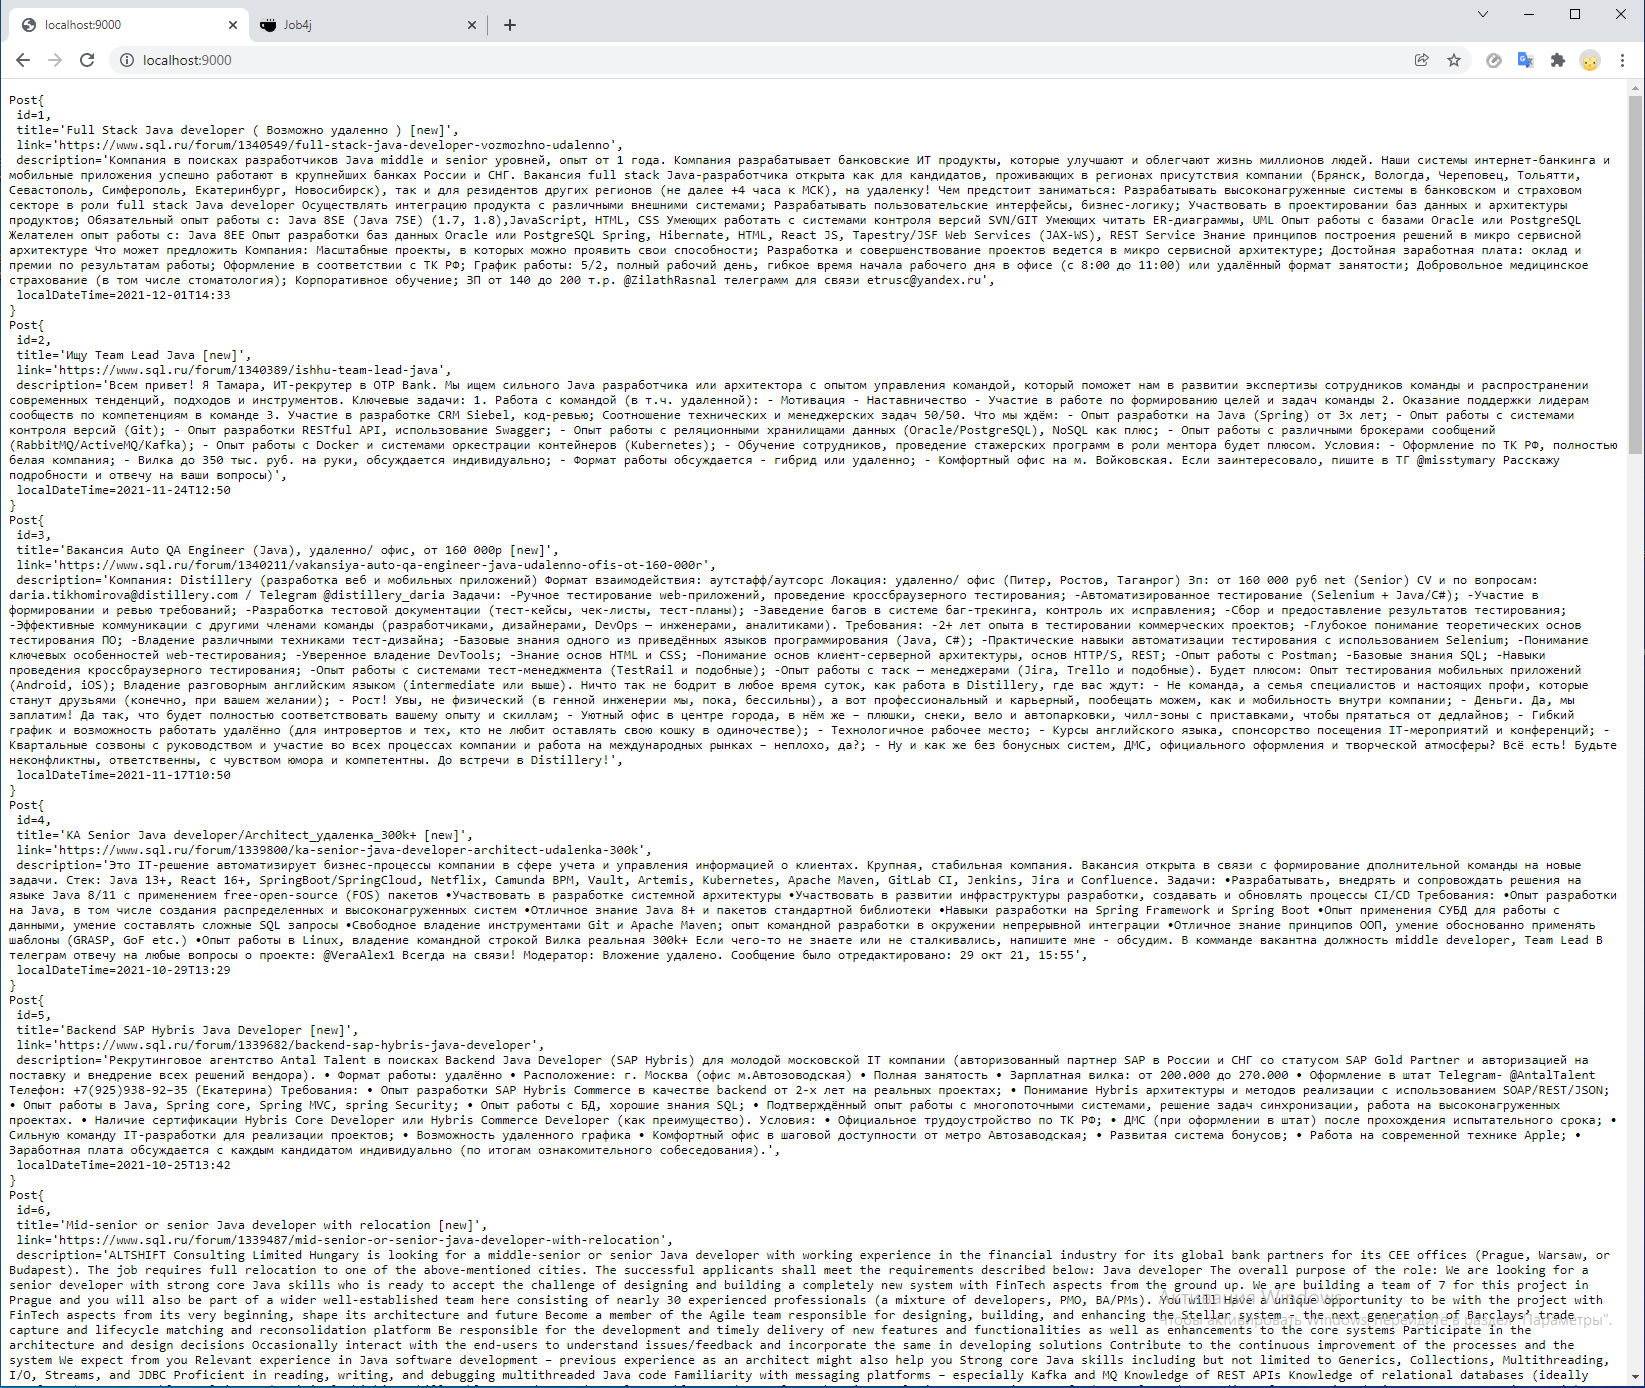 localhost:9000
Job4j
localhost:9000
Post{
id=1,
title='Full Stack Java developer ( Возможно удаленно ) [new]',
link='https://www.sql.ru/forum/1340549/full-stack-java-developer-vozmozhno-udalenno',
description='Компания в поисках разработчиков Java middle и senior уровней, опыт от 1 года. Компания разрабатывает банковские ИТ продукты, которые улучшают и облегчают жизнь миллионов людей. Наши системы интернет-банкинга и
мобильные приложения успешно работают в крупнейших банках России и СНГ. Вакансия full stack Java-разработчика открыта как для кандидатов, проживающих в регионах присутствия компании (Брянск, Вологда, Череповец, Тольятти,
Севастополь, Симферополь, Екатеринбург, Новосибирск), так и для резидентов других регионов (не далее +4 часа к МСК), на удаленку! Чем предстоит заниматься: Разрабатывать высоконагруженные системы в банковском и страховом
секторе в роли full stack Java developer Осуществлять интеграцию продукта с различными внешними системами; Разрабатывать пользовательские интерфейсы, бизнес-логику; Участвовать в проектировании баз данных и архитектуры
продуктов; Обязательный опыт работы с: Java 8SE (Java 7SE) (1.7, 1.8),JavaScript, HTML, CSS Умеющих работать с системами контроля версий SVN/GIT Умеющих читать ER-диаграммы, UML Опыт работы с базами Oracle или PostgreSQL
Желателен опыт работы с: Java 8EE Опыт разработки баз данных Oracle или PostgreSQL Spring, Hibernate, HTML, React JS, Tapestry/JSF Web Services (JAX-WS), REST Service Знание принципов построения решений в микро сервисной
архитектуре Что может предложить Компания: Масштабные проекты, в которых можно проявить свои способности; Разработка и совершенствование проектов ведется в микро сервисной архитектуре; Достойная заработная плата: оклад и
премии по результатам работы; Оформление в соответствии с ТК РФ; График работы: 5/2, полный рабочий день, гибкое время начала рабочего дня в офисе (с 8:00 до 11:00) или удалённый формат занятости; Добровольное медицинское
страхование (в том числе стоматология); Корпоративное обучение; ЗП от 140 до 200 т.р. @ZilathRasnal телеграмм для связи etrusc@yandex.ru',
localDateTime=2021-12-01T14:33
}
Post{
id=2,
title='Ищу Team Lead Java [new]',
link='https://www.sql.ru/forum/1340389/ishhu-team-lead-java',
description='Всем привет! Я Тамара, ИТ-рекрутер в OTP Bank. Мы ищем сильного Java разработчика или архитектора с опытом управления командой, который поможет нам в развитии экспертизы сотрудников команды и распространении
современных тенденций, подходов и инструментов. Ключевые задачи: 1. Работа с командой (в т.ч. удаленной): - Мотивация - Наставничество - Участие в работе по формированию целей и задач команды 2. Оказание поддержки лидерам
сообществ по компетенциям в команде 3. Участие в разработке CRM Siebel, код-ревью; Соотношение технических и менеджерских задач 50/50. Что мы ждём: - Опыт разработки на Java (Spring) от 3х лет; - Опыт работы с системами
контроля версий (Git); - Опыт разработки RESTful API, использование Swagger; - Опыт работы с реляционными хранилищами данных (Oracle/PostgreSQL), NoSQL как плюс; - Опыт работы с различными брокерами сообщений
(RabbitMQ/ActiveMQ/Kafka); - Опыт работы с Docker и системами оркестрации контейнеров (Kubernetes); - Обучение сотрудников, проведение стажерских программ в роли ментора будет плюсом. Условия: - Оформление по ТК РФ, полностью
белая компания; - Вилка до 350 тыс. руб. на руки, обсуждается индивидуально; - Формат работы обсуждается - гибрид или удаленно; - Комфортный офис на м. Войковская. Если заинтересовало, пишите в ТГ @misstymary Расскажу
подробности и отвечу на ваши вопросы)',
localDateTime=2021-11-24T12:50
}
Post{
id=3,
title='Вакансия Auto QA Engineer (Java), удаленно/ офис, от 160 000р [new]',
link='https://www.sql.ru/forum/1340211/vakansiya-auto-qa-engineer-java-udalenno-ofis-ot-160-000r',
description='Компания: Distillery (разработка веб и мобильных приложений) Формат взаимодействия: аутстафф/аутсорс Локация: удаленно/ офис (Питер, Ростов, Таганрог) Зп: от 160 000 руб net (Senior) CV и по вопросам:
daria.tikhomirova@distillery.com / Telegram @distillery_daria Задачи: -Ручное тестирование web-приложений, проведение кроссбраузерного тестирования; -Автоматизированное тестирование (Selenium + Java/C#); -Участие в
формировании и ревью требований; -Разработка тестовой документации (тест-кейсы, чек-листы, тест-планы); -Заведение багов в системе баг-трекинга, контроль их исправления; -Сбор и предоставление результатов тестирования;
-Эффективные коммуникации с другими членами команды (разработчиками, дизайнерами, DevOps – инженерами, аналитиками). Требования: -2+ лет опыта в тестировании коммерческих проектов; -Глубокое понимание теоретических основ
тестирования ПО; -Владение различными техниками тест-дизайна; -Базовые знания одного из приведённых языков программирования (Java, C#); -Практические навыки автоматизации тестирования с использованием Selenium; -Понимание
ключевых особенностей web-тестирования; -Уверенное владение DevTools; -Знание основ HTML и CSS; -Понимание основ клиент-серверной архитектуры, основ HTTP/S, REST; -Опыт работы с Postman; -Базовые знания SQL; -Навыки
проведения кроссбраузерного тестирования; -Опыт работы с системами тест-менеджмента (TestRail и подобные); -Опыт работы с таск – менеджерами (Jira, Trello и подобные). Будет плюсом: Опыт тестирования мобильных приложений
(Android, iOS); Владение разговорным английским языком (intermediate или выше). Ничто так не бодрит в любое время суток, как работа в Distillery, где вас ждут: - Не команда, а семья специалистов и настоящих профи, которые
станут друзьями (конечно, при вашем желании); - Рост! Увы, не физический (в генной инженерии мы, пока, бессильны), а вот профессиональный и карьерный, пообещать можем, как и мобильность внутри компании; - Деньги. Да, мы
заплатим! Да так, что будет полностью соответствовать вашему опыту и скиллам; - Уютный офис в центре города, в нём же – плюшки, снеки, вело и автопарковки, чилл-зоны с приставками, чтобы прятаться от дедлайнов; - Гибкий
график и возможность работать удалённо (для интровертов и тех, кто не любит оставлять свою кошку в одиночестве); - Технологичное рабочее место; - Курсы английского языка, спонсорство посещения IT-мероприятий и конференций; -
Квартальные созвоны с руководством и участие во всех процессах компании и работа на международных рынках – неплохо, да?; - Ну и как же без бонусных систем, ДМС, официального оформления и творческой атмосферы? Всё есть! Будьте
неконфликтны, ответственны, с чувством юмора и компетентны. До встречи в Distillery!',
localDateTime=2021-11-17T10:50
}
Post{
id=4,
title='KA Senior Java developer/Architect_удаленка_300k+ [new]',
link='https://www.sql.ru/forum/1339800/ka-senior-java-developer-architect-udalenka-300k',
description='Это IT-решение автоматизирует бизнес-процессы компании в сфере учета и управления информацией о клиентах. Крупная, стабильная компания. Вакансия открыта в связи с формирование дполнительной команды на новые
задачи. Стек: Java 13+, React 16+, SpringBoot/SpringCloud, Netflix, Camunda BPM, Vault, Artemis, Kubernetes, Apache Maven, GitLab CI, Jenkins, Jira и Confluence. Задачи: •Разрабатывать, внедрять и сопровождать решения на
языке Java 8/11 с применением free-open-source (FOS) пакетов •Участвовать в разработке системной архитектуры •Участвовать в развитии инфраструктуры разработки, создавать и обновлять процессы CI/CD Требования: •Опыт разработки
на Java, в том числе создания распределенных и высоконагруженных систем •Отличное знание Java 8+ и пакетов стандартной библиотеки •Навыки разработки на Spring Framework и Spring Boot •Опыт применения СУБД для работы с
данными, умение составлять сложные SQL запросы •Свободное владение инструментами Git и Apache Maven; опыт командной разработки в окружении непрерывной интеграции •Отличное знание принципов ООП, умение обоснованно применять
шаблоны (GRASP, GoF etc.) •Опыт работы в Linux, владение командной строкой Вилка реальная 300k+ Если чего-то не знаете или не сталкивались, напишите мне - обсудим. В комманде вакантна должность middle developer, Team Lead В
телеграм отвечу на любые вопросы о проекте: @VeraAlex1 Всегда на связи! Модератор: Вложение удалено. Сообщение было отредактировано: 29 окт 21, 15:55',
localDateTime=2021-10-29T13:29
}
Post{
id=5,
title='Backend SAP Hybris Java Developer [new]',
link='https://www.sql.ru/forum/1339682/backend-sap-hybris-java-developer',
description='Рекрутинговое агентство Antal Talent в поисках Backend Java Developer (SAP Hybris) для молодой московской IT компании (авторизованный партнер SAP в России и СНГ со статусом SAP Gold Partner и авторизацией на
поставку и внедрение всех решений вендора). • Формат работы: удалённо • Расположение: г. Москва (офис м.Автозоводская) • Полная занятость • Зарплатная вилка: от 200.000 до 270.000 • Оформление в штат Telegram- @AntalTalent
Телефон: +7(925)938-92-35 (Екатерина) Требования: • Опыт разработки SAP Hybris Commerce в качестве backend от 2-х лет на реальных проектах; • Понимание Hybris архитектуры и методов реализации с использованием SOAP/REST/JSON;
• Опыт работы в Java, Spring core, Spring MVC, spring Security; • Опыт работы с БД, хорошие знания SQL; • Подтверждённый опыт работы с многопоточными системами, решение задач синхронизации, работа на высоконагруженных
проектах. • Наличие сертификации Hybris Core Developer или Hybris Commerce Developer (как преимущество). Условия: • Официальное трудоустройство по ТК РФ; • ДМС (при оформлении в штат) после прохождения испытательного срока; •
Сильную команду IT-разработки для реализации проектов; • Возможность удаленного графика • Комфортный офис в шаговой доступности от метро Автозаводская; • Развитая система бонусов; • Работа на современной технике Apple; •
Заработная плата обсуждается с каждым кандидатом индивидуально (по итогам ознакомительного собеседования).',
localDateTime=2021-10-25T13:42
}
Post{
id=6,
title='Mid-senior or senior Java developer with relocation [new]',
link='https://www.sql.ru/forum/1339487/mid-senior-or-senior-java-developer-with-relocation',
description='ALTSHIFT Consulting Limited Hungary is looking for a middle-senior or senior Java developer with working experience in the financial industry for its global bank partners for its CEE offices (Prague, Warsaw, or
Budapest). The job requires full relocation to one of the above-mentioned cities. The successful applicants shall meet the requirements described below: Java developer The overall purpose of the role: We are looking for a
senior developer with strong core Java skills who is ready to accept the challenge of designing and building a completely new system with FinTech aspects from the ground up. We are building a team of 7 for this project in
Prague and you will also be part of a wider well-established team here consisting of nearly 30 experienced professionals (a mixture of developers, PMO, BA/PMs). You will Have a unique opportunity to be with the project with
Активация Windows
FinTech aspects from its very beginning, shape its architecture and future Become a member of the Agile team responsible for designing, building, and enhancing the Stellar system - the next generation of Barclays' trade
Чтобы активировать Windows, перейдите в раздел "Параметры".
capture and lifecycle matching and reconsolidation platform Be responsible for the development and timely delivery of new features and functionalities as well as enhancements to the core systems Participate in the
architecture and design decisions Occasionally interact with the end-users to understand issues/feedback and incorporate the same in developing solutions Contribute to the continuous improvement of the processes and the
system We expect from you Relevant experience in Java software development – previous experience as an architect might also help you Strong core Java skills including but not limited to Generics, Collections, Multithreading,
I/O, Streams, and JDBC Proficient in reading, writing, and debugging multithreaded Java code Familiarity with messaging platforms – especially Kafka and MQ Knowledge of REST APIs Knowledge of relational databases (ideally